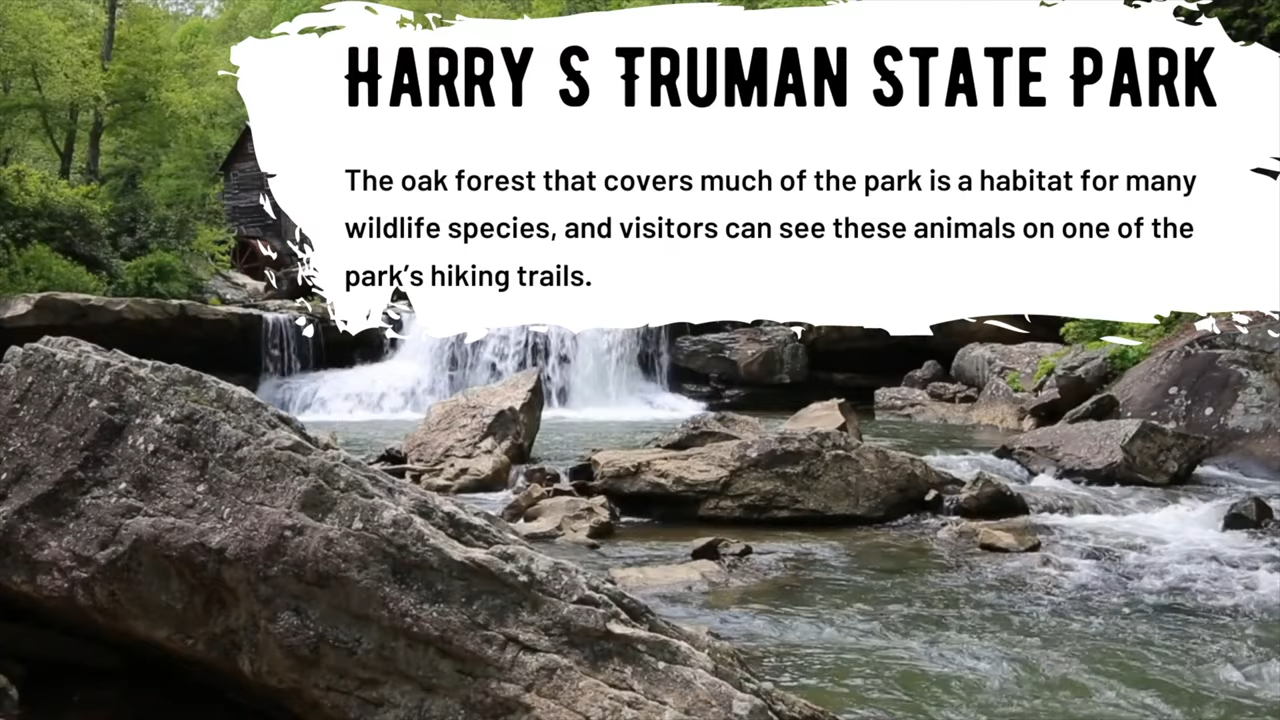 Harry S Truman State Park
The oak forest that covers much of the park is a habitat for many
wildlife species, and visitors can see these animals on one of the
park's hiking trails.